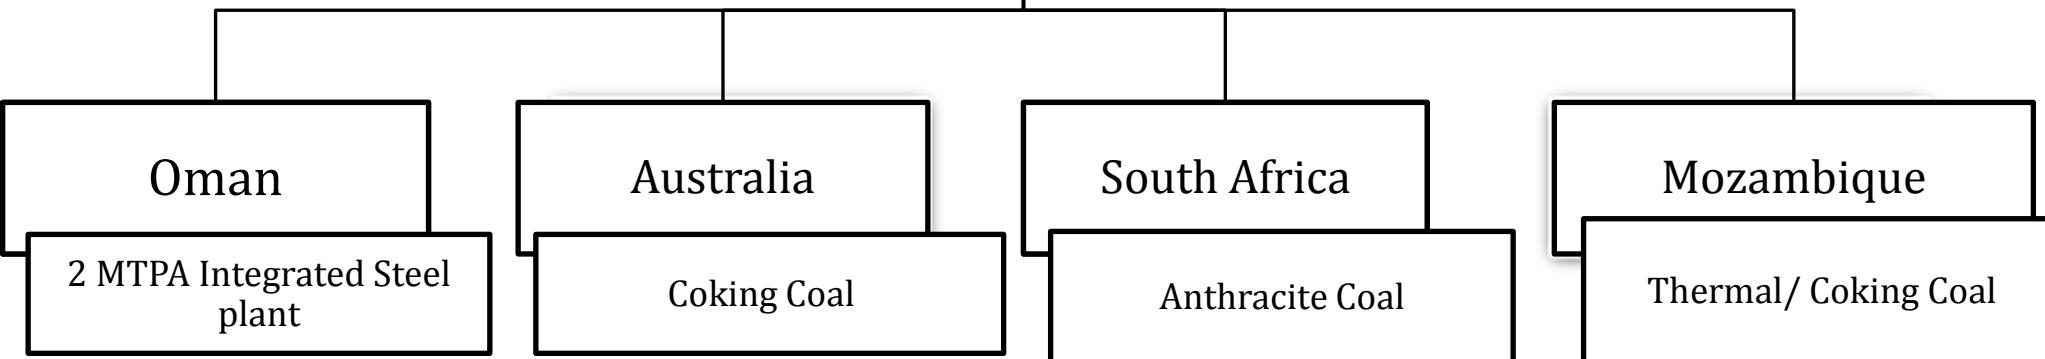 Oman
2 MTPA Integrated Steel
plant
Australia
Coking Coal
South Africa
Anthracite Coal
Mozambique
Thermal/ Coking Coal